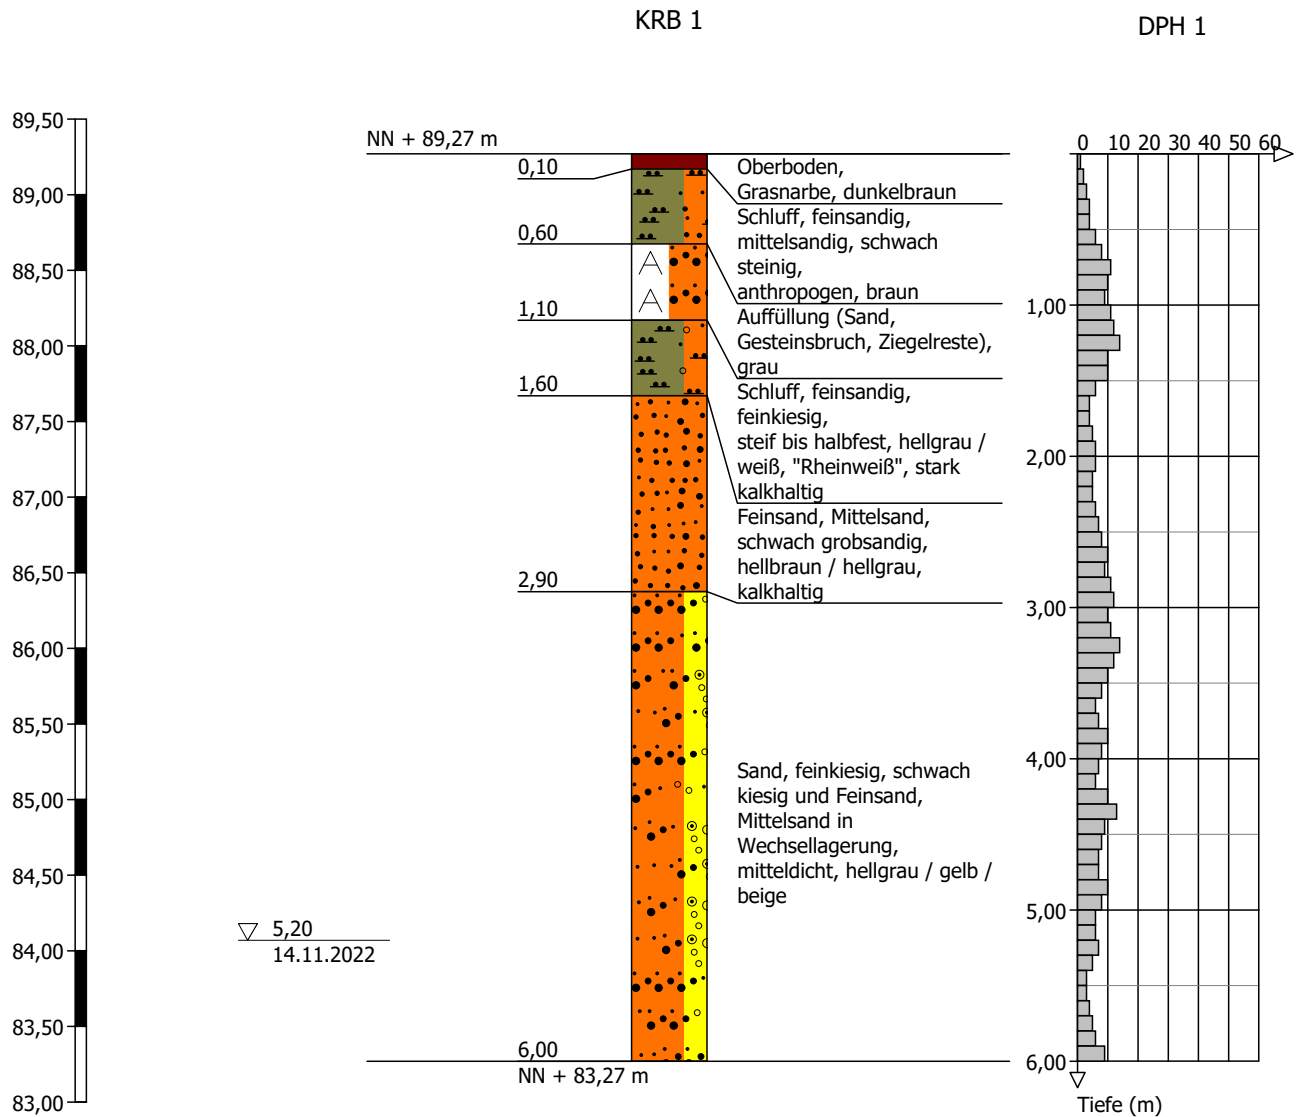 KRB 1
DPH 1
89,50
89,00
88,50
88,00
87,50
87,00
86,50
86,00
85,50
85,00
84,50
84,00
83,50
83,00
NN + 89,27 m
0,10
0,60
1,10
1,60
2,90
6,00
NN + 83,27 m
5,20
14.11.2022
A
A
Oberboden,
Grasnarbe, dunkelbraun
Schluff, feinsandig,
mittelsandig, schwach
steinig,
anthropogen, braun
Auffüllung (Sand,
Gesteinsbruch, Ziegelreste),
grau
Schluff, feinsandig,
feinkiesig,
steif bis halbfest, hellgrau /
weiß, "Rheinweiß", stark
kalkhaltig
Feinsand, Mittelsand,
schwach grobsandig,
hellbraun / hellgrau,
kalkhaltig
Sand, feinkiesig, schwach
kiesig und Feinsand,
Mittelsand in
Wechsellagerung,
mitteldicht, hellgrau / gelb /
beige
0 10 20 30 40 50 60
1,00
2,00
3,00
4,00
5,00
6,00
Tiefe (m)